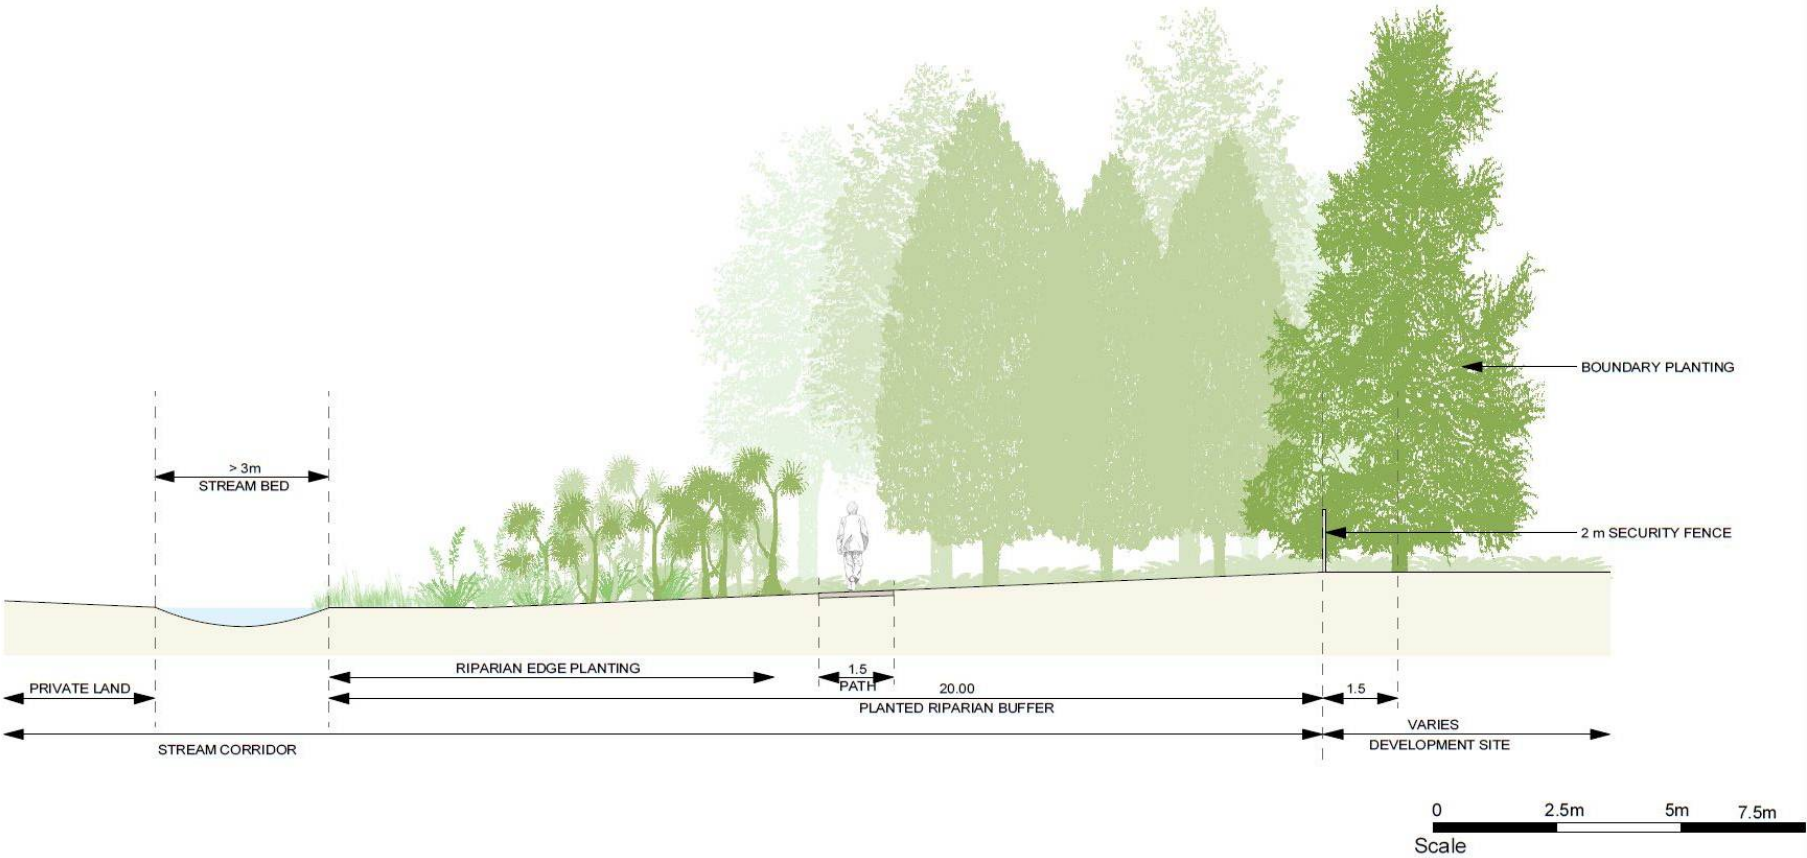 BOUNDARY PLANTING
> 3m
STREAM BED
2 m SECURITY FENCE
RIPARIAN EDGE PLANTING
1.5
PATH
PRIVATE LAND
20.00
PLANTED RIPARIAN BUFFER
1.5
STREAM CORRIDOR
VARIES
DEVELOPMENT SITE
0 2.5m 5m 7.5m
Scale